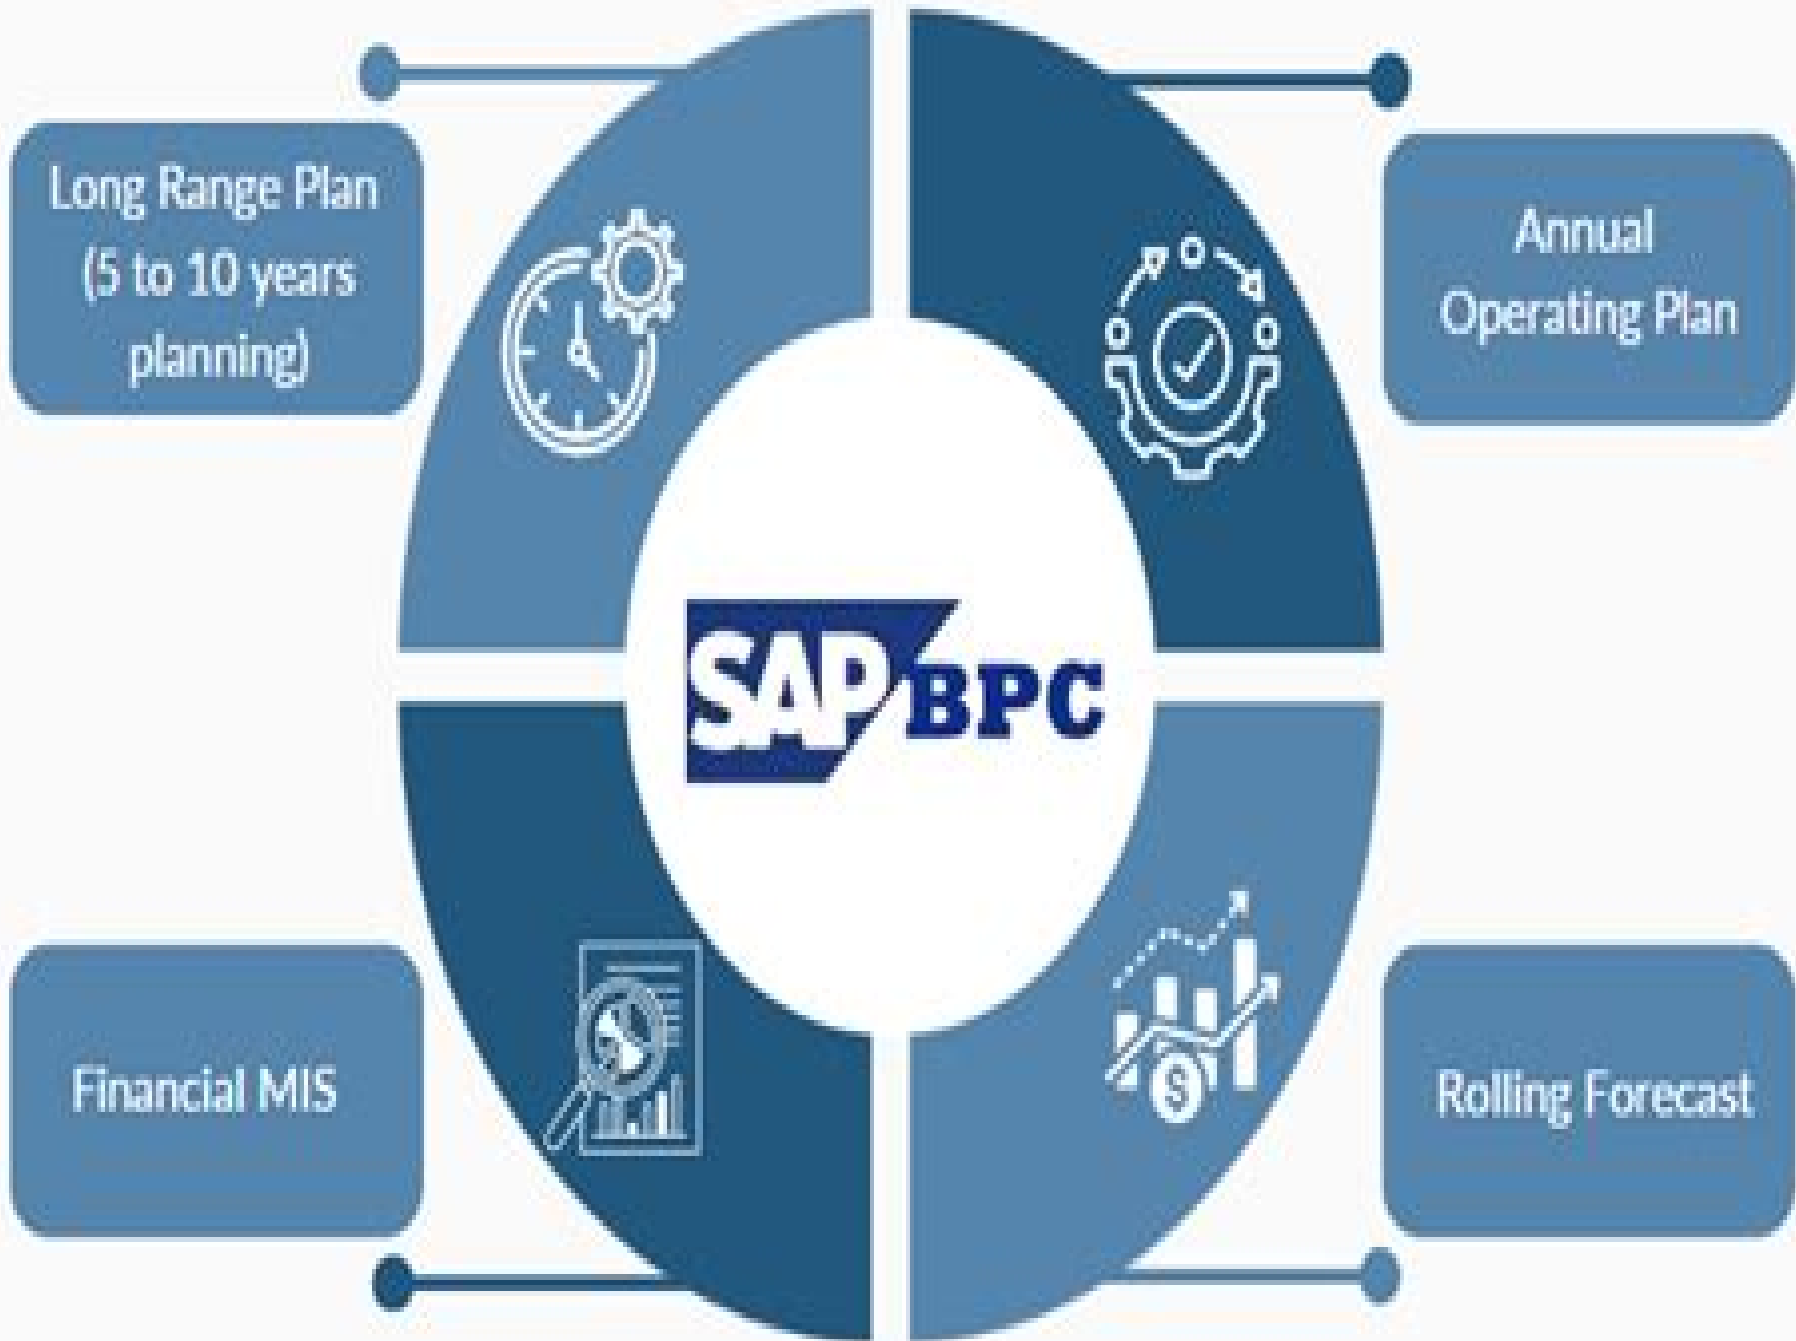 Long Range Plan
(5 to 10 years
planning)
Annual
Operating Plan
SAP BPC
$
Financial MIS
Rolling Forecast